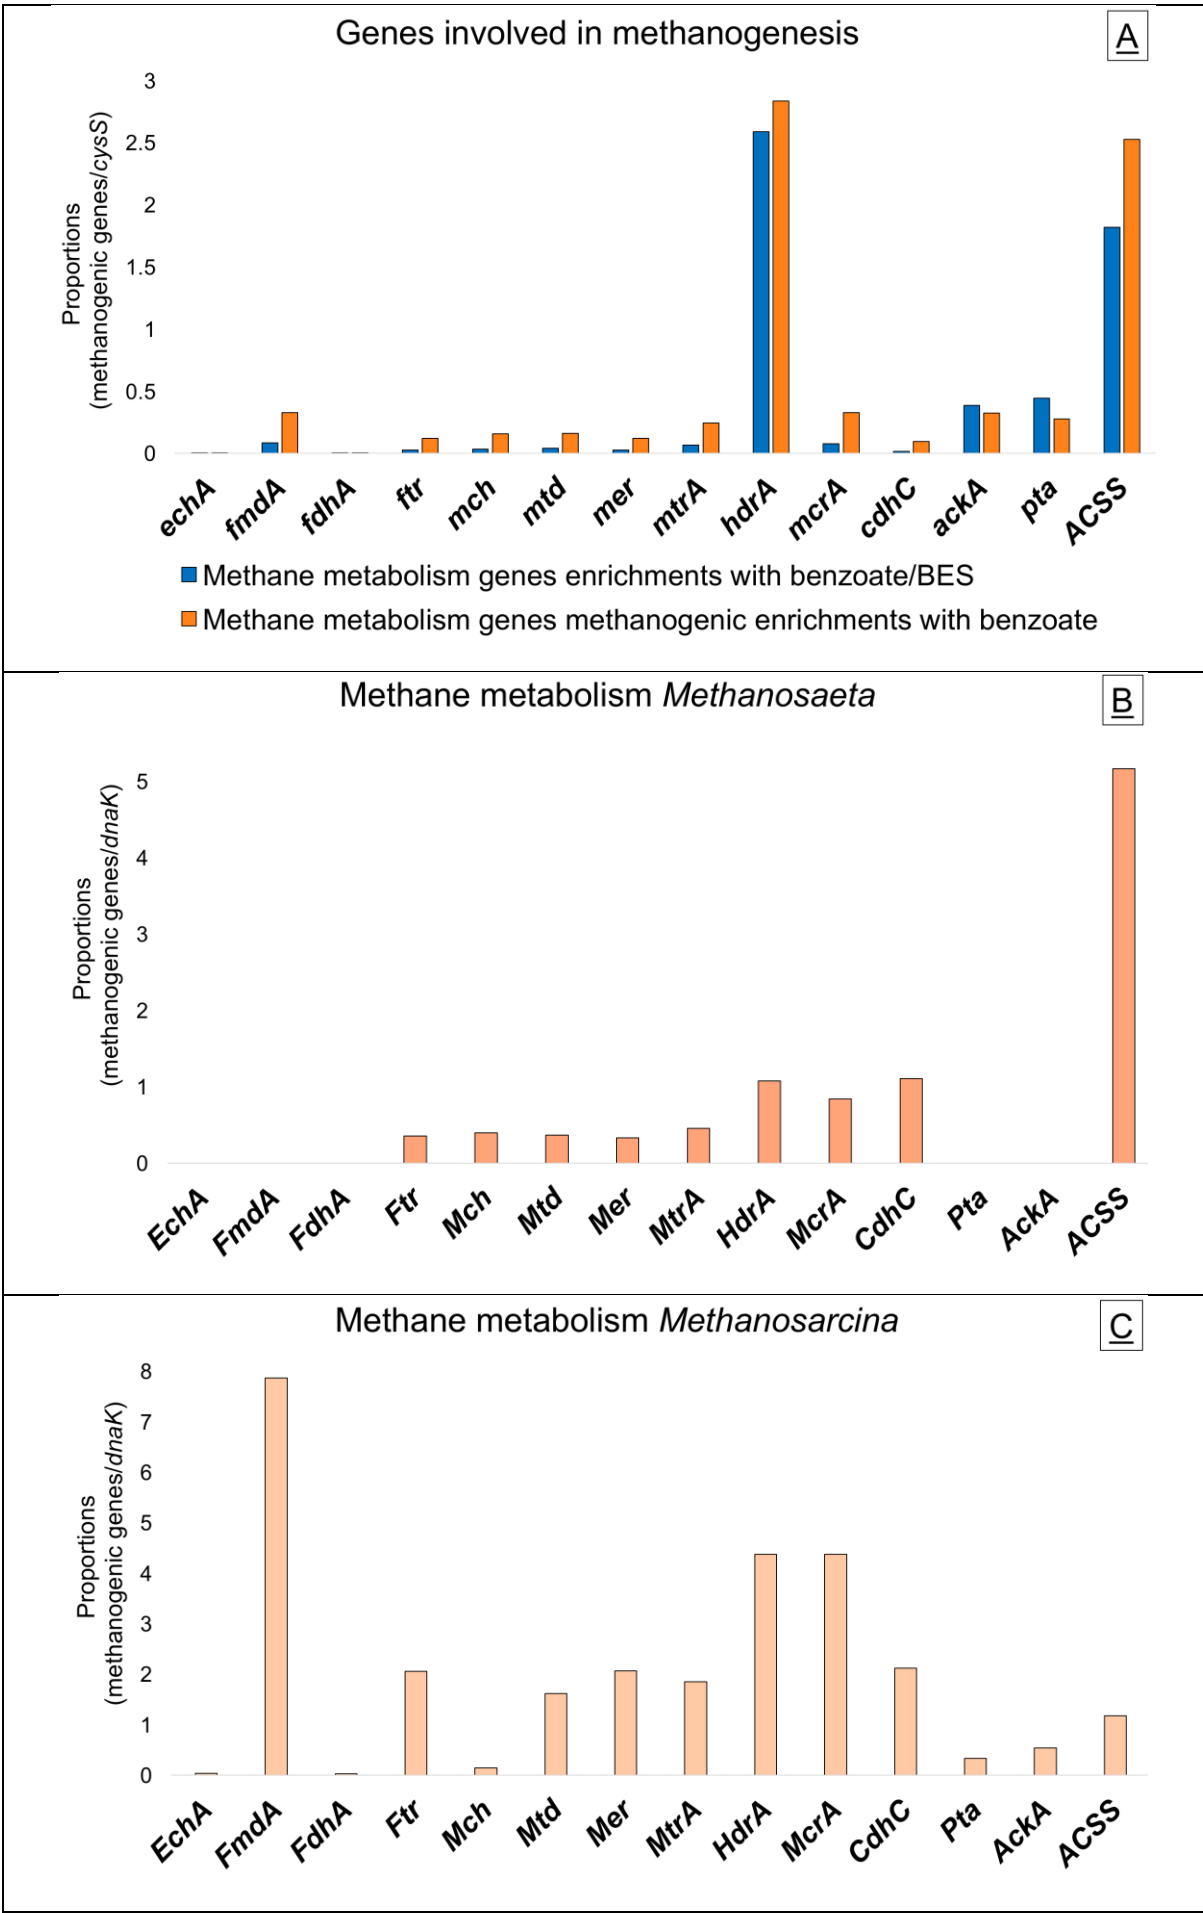 Genes involved in methanogenesis
A
Proportions
(methanogenic genes/cysS)
3
2.5
2
1.5
1
0.5
0
echA
fmdA
fdhA
ftr
mch
mtd
mer
mtrA
hdrA
mcrA
cdhC
ackA
pta
ACSS
Methane metabolism genes enrichments with benzoate/BES
Methane metabolism genes methanogenic enrichments with benzoate
Methane metabolism Methanosaeta
B
Proportions
(methanogenic genes/dnaK)
5
4
3
2
1
0
EchA
FmdA
FdhA
Ftr
Mch
Mtd
Mer
MtrA
HdrA
McrA
CdhC
Pta
AckA
ACSS
Methane metabolism Methanosarcina
C
Proportions
(methanogenic genes/dnaK)
8
7
6
5
4
3
2
1
0
EchA
FmdA
FdhA
Ftr
Mch
Mtd
Mer
MtrA
HdrA
McrA
CdhC
Pta
AckA
ACSS